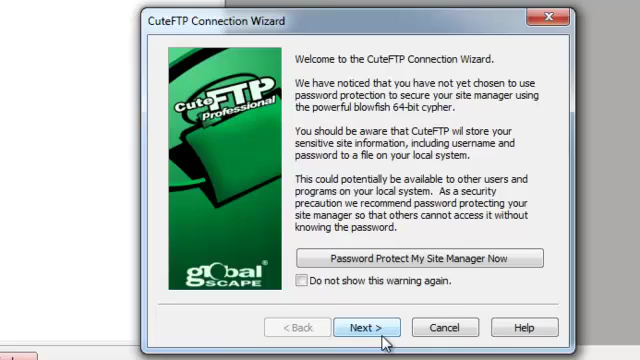 CuteFTP Connection Wizard
Welcome to the CuteFTP Connection Wizard.
We have noticed that you have not yet chosen to use
password protection to secure your site manager using
the powerful blowfish 64-bit cypher.
You should be aware that CuteFTP wil store your
sensitive site information, including username and
password to a file on your local system.
This could potentially be available to other users and
programs on your local system. As a security
precaution we recommend password protecting your
site manager so that others cannot access it without
knowing the password.
CuteFTP
Professional
globalSCAPE
®
Password Protect My Site Manager Now
Do not show this warning again.
< Back
Next >
Cancel
Help